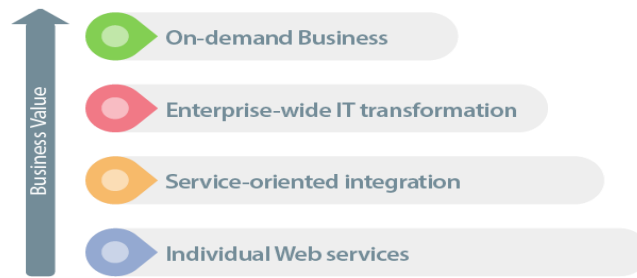 Business Value
On-demand Business
Enterprise-wide IT transformation
Service-oriented integration
Individual Web services